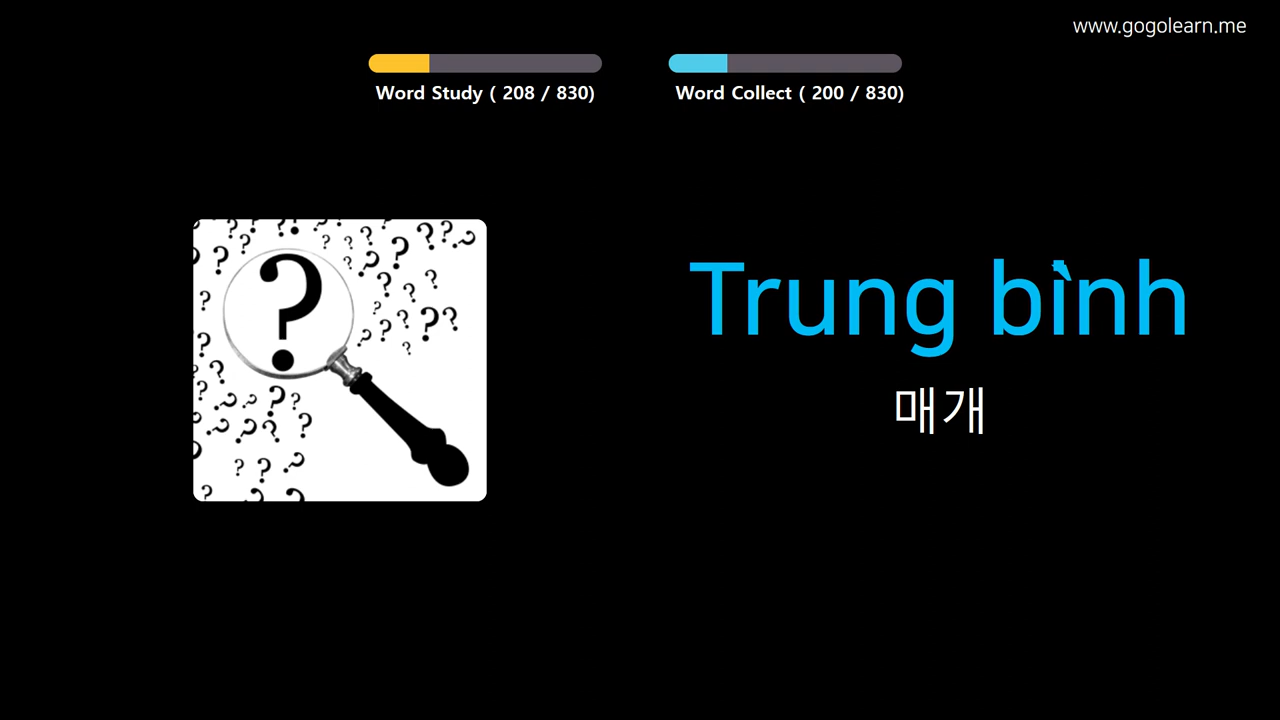 www.gogolearn.me
Word Study ( 208 / 830)
Word Collect ( 200 / 830)
Trung bình
매개